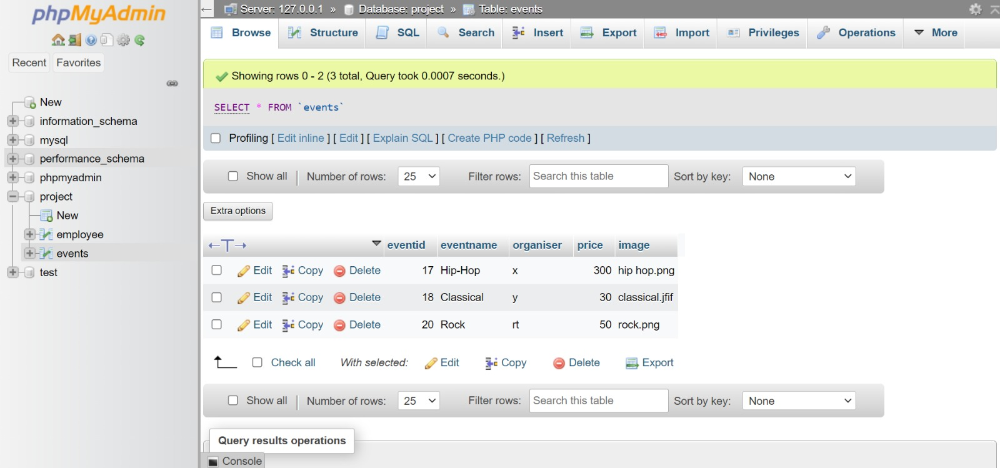 phpMyAdmin
Recent Favorites
New
information_schema
mysql
performance_schema
phpmyadmin
project
New
employee
events
test
Server: 127.0.0.1 » Database: project » Table: events
Browse Structure SQL Search Insert Export Import Privileges Operations More
Showing rows 0 - 2 (3 total, Query took 0.0007 seconds.)
SELECT * FROM `events`
Profiling [ Edit inline ] [ Edit ] [ Explain SQL ] [ Create PHP code ] [ Refresh ]
Show all Number of rows: 25 Filter rows: Search this table Sort by key: None
Extra options
←T→ eventid eventname organiser price image
Edit Copy Delete 17 Hip-Hop x 300 hip hop.png
Edit Copy Delete 18 Classical y 30 classical.jfif
Edit Copy Delete 20 Rock rt 50 rock.png
Check all With selected: Edit Copy Delete Export
Show all Number of rows: 25 Filter rows: Search this table Sort by key: None
Query results operations
Console